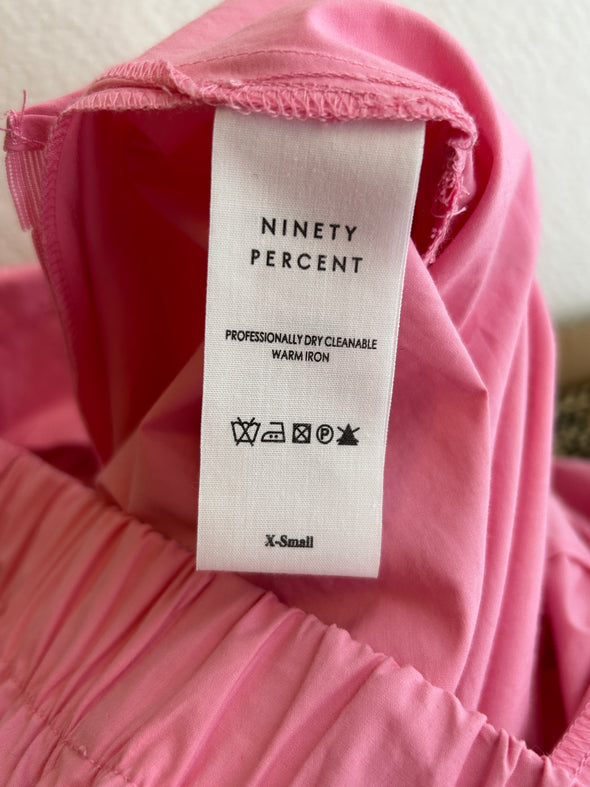 NINETY
PERCENT
PROFESSIONALLY DRY CLEANABLE
WARM IRON
P
X-Small